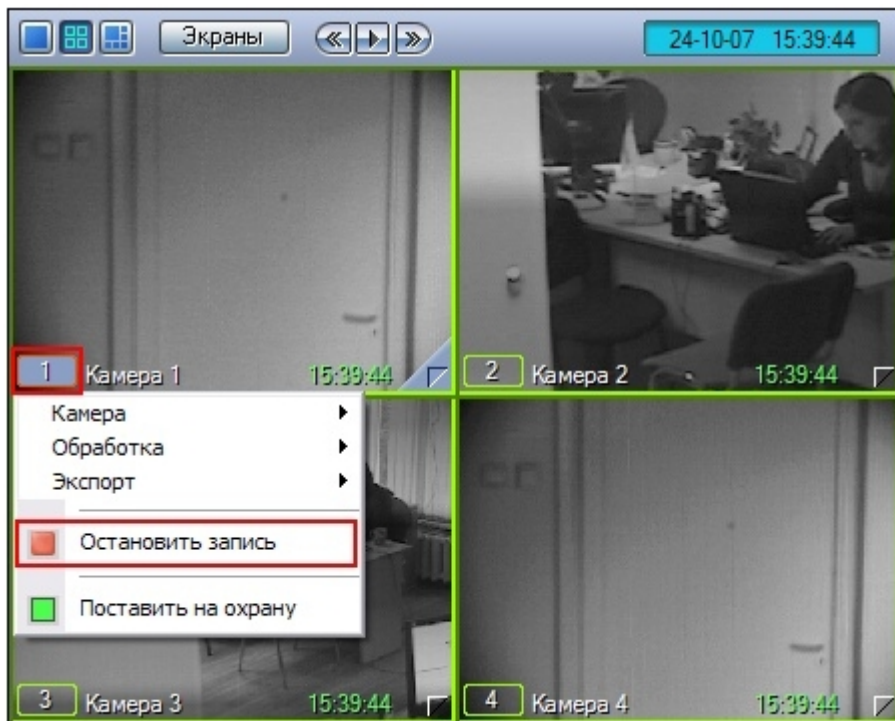 Экраны 24-10-07 15:39:44
1 Камера 1 15:39:44
2 Камера 2 15:39:44
Камера
Обработка
Экспорт
Остановить запись
Поставить на охрану
3 Камера 3 15:39:44
4 Камера 4 15:39:44